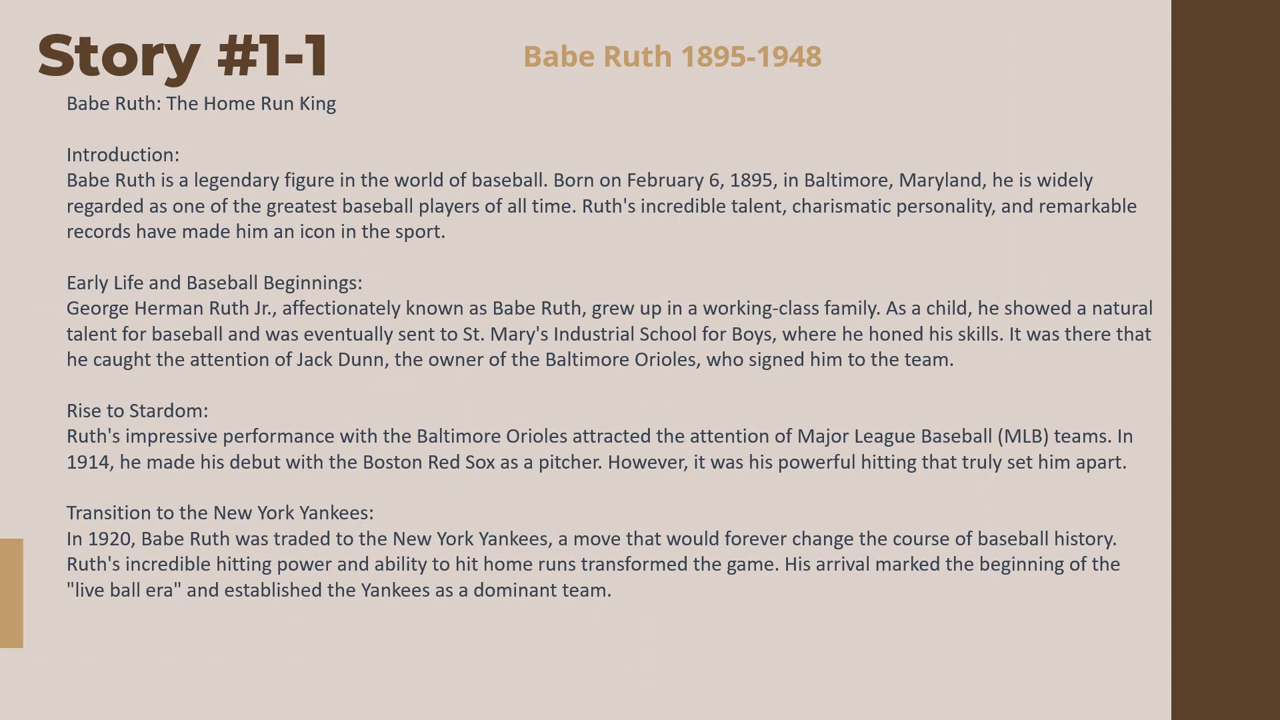 Story #1-1
Babe Ruth 1895-1948
Babe Ruth: The Home Run King
Introduction:
Babe Ruth is a legendary figure in the world of baseball. Born on February 6, 1895, in Baltimore, Maryland, he is widely
regarded as one of the greatest baseball players of all time. Ruth's incredible talent, charismatic personality, and remarkable
records have made him an icon in the sport.
Early Life and Baseball Beginnings:
George Herman Ruth Jr., affectionately known as Babe Ruth, grew up in a working-class family. As a child, he showed a natural
talent for baseball and was eventually sent to St. Mary's Industrial School for Boys, where he honed his skills. It was there that
he caught the attention of Jack Dunn, the owner of the Baltimore Orioles, who signed him to the team.
Rise to Stardom:
Ruth's impressive performance with the Baltimore Orioles attracted the attention of Major League Baseball (MLB) teams. In
1914, he made his debut with the Boston Red Sox as a pitcher. However, it was his powerful hitting that truly set him apart.
Transition to the New York Yankees:
In 1920, Babe Ruth was traded to the New York Yankees, a move that would forever change the course of baseball history.
Ruth's incredible hitting power and ability to hit home runs transformed the game. His arrival marked the beginning of the
"live ball era" and established the Yankees as a dominant team.